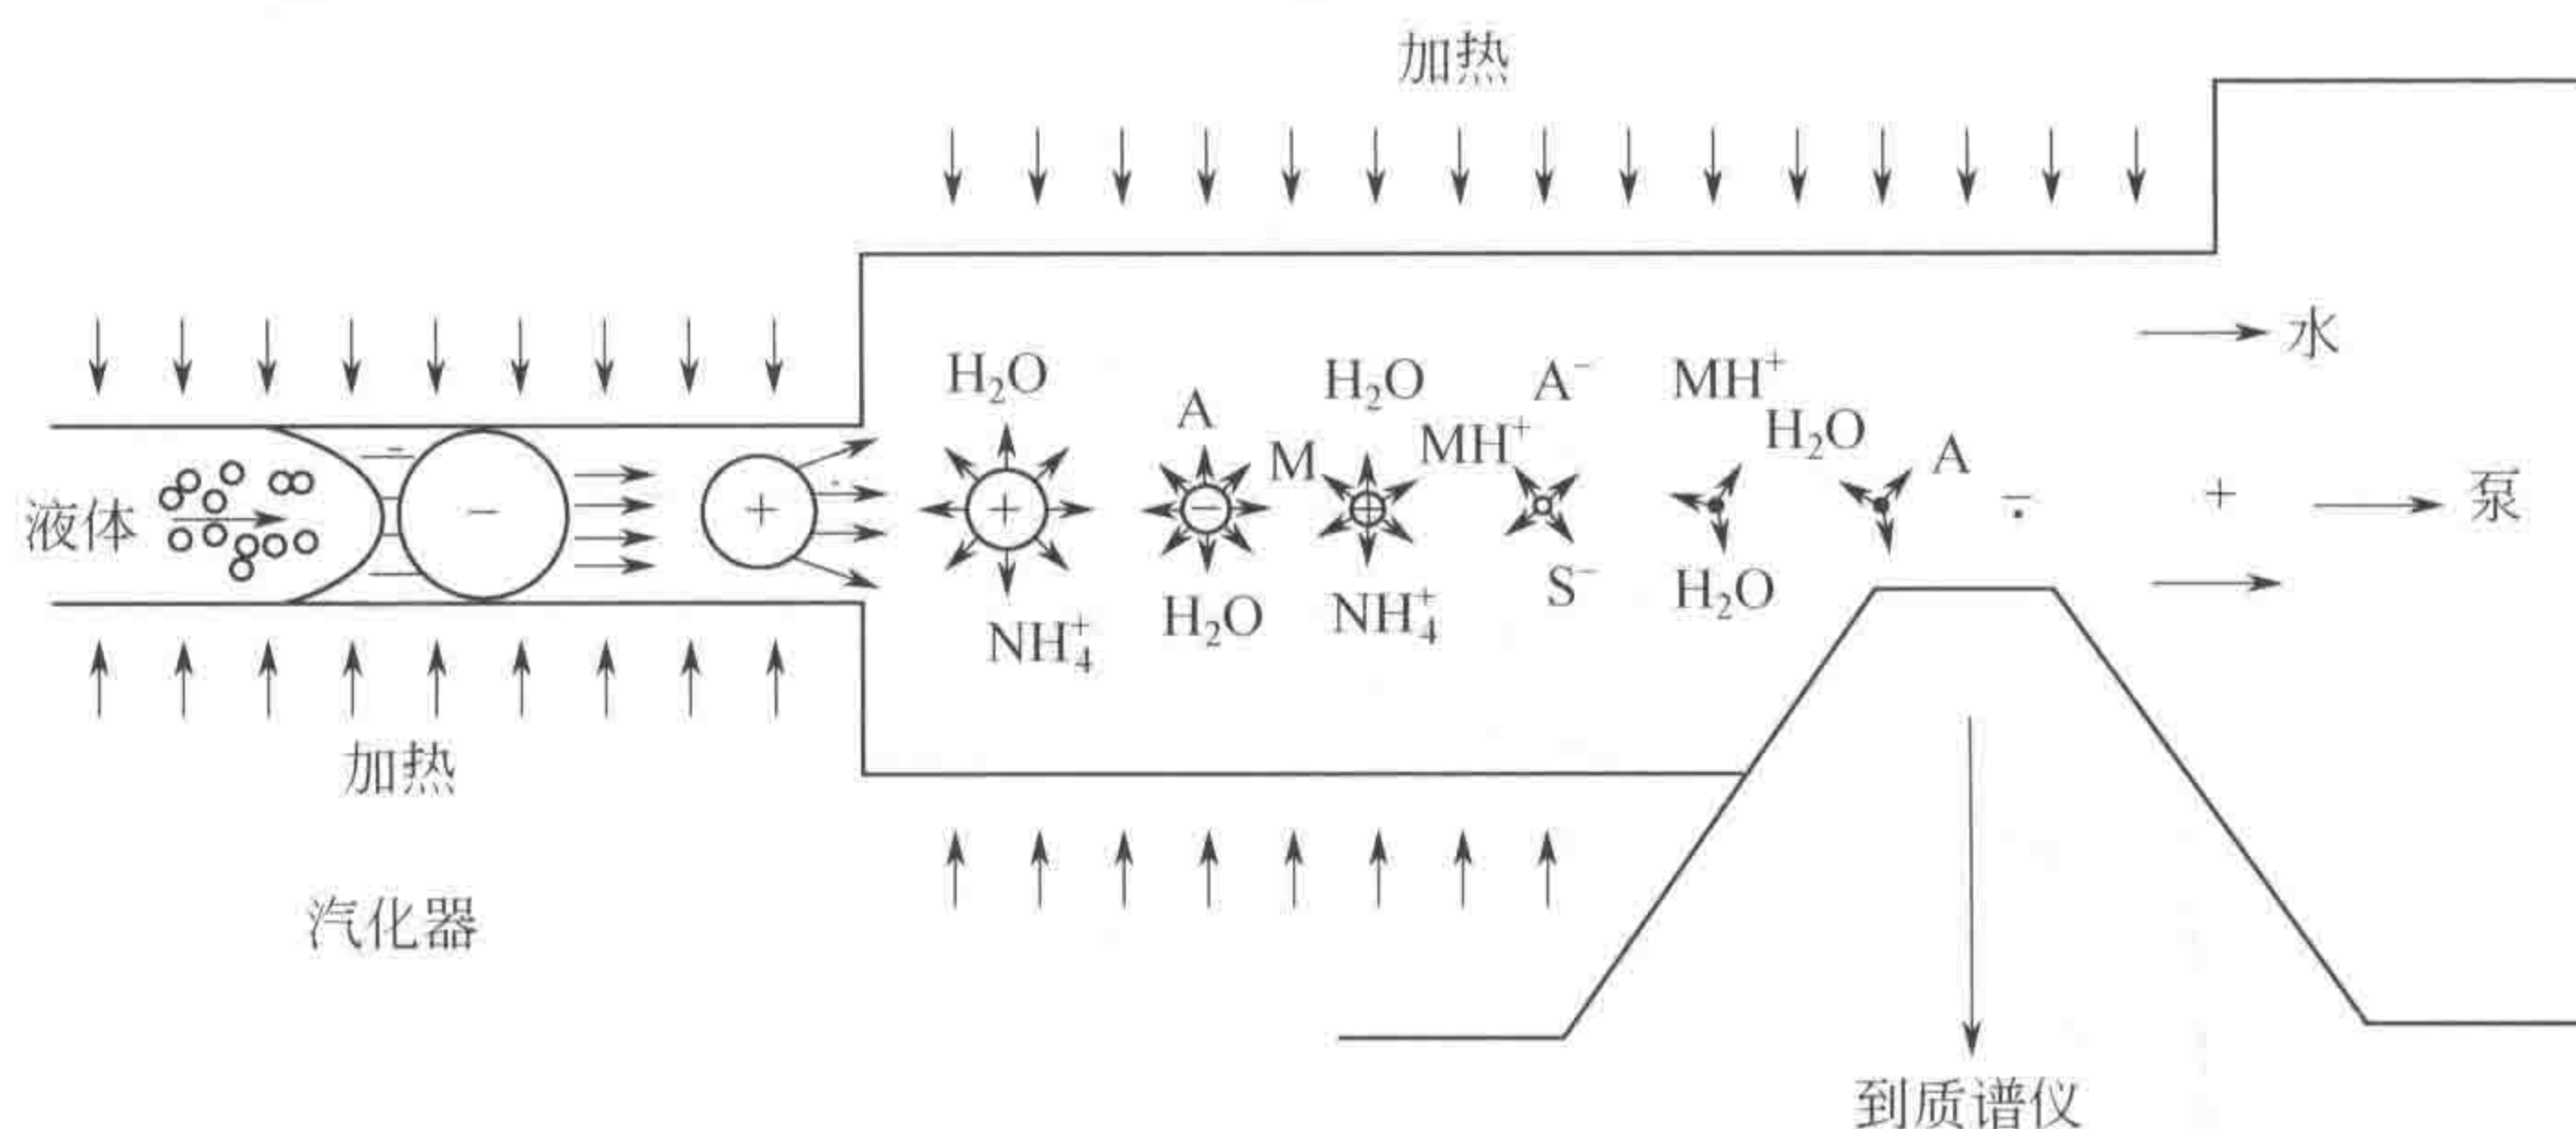 加热
水
H₂O
A
H₂O
A⁻
MH⁺
M
MH⁺
H₂O
A
液体
−
+
+
−
+
−
+
泵
NH₄⁺
H₂O
NH₄⁺
S⁻
H₂O
加热
汽化器
到质谱仪